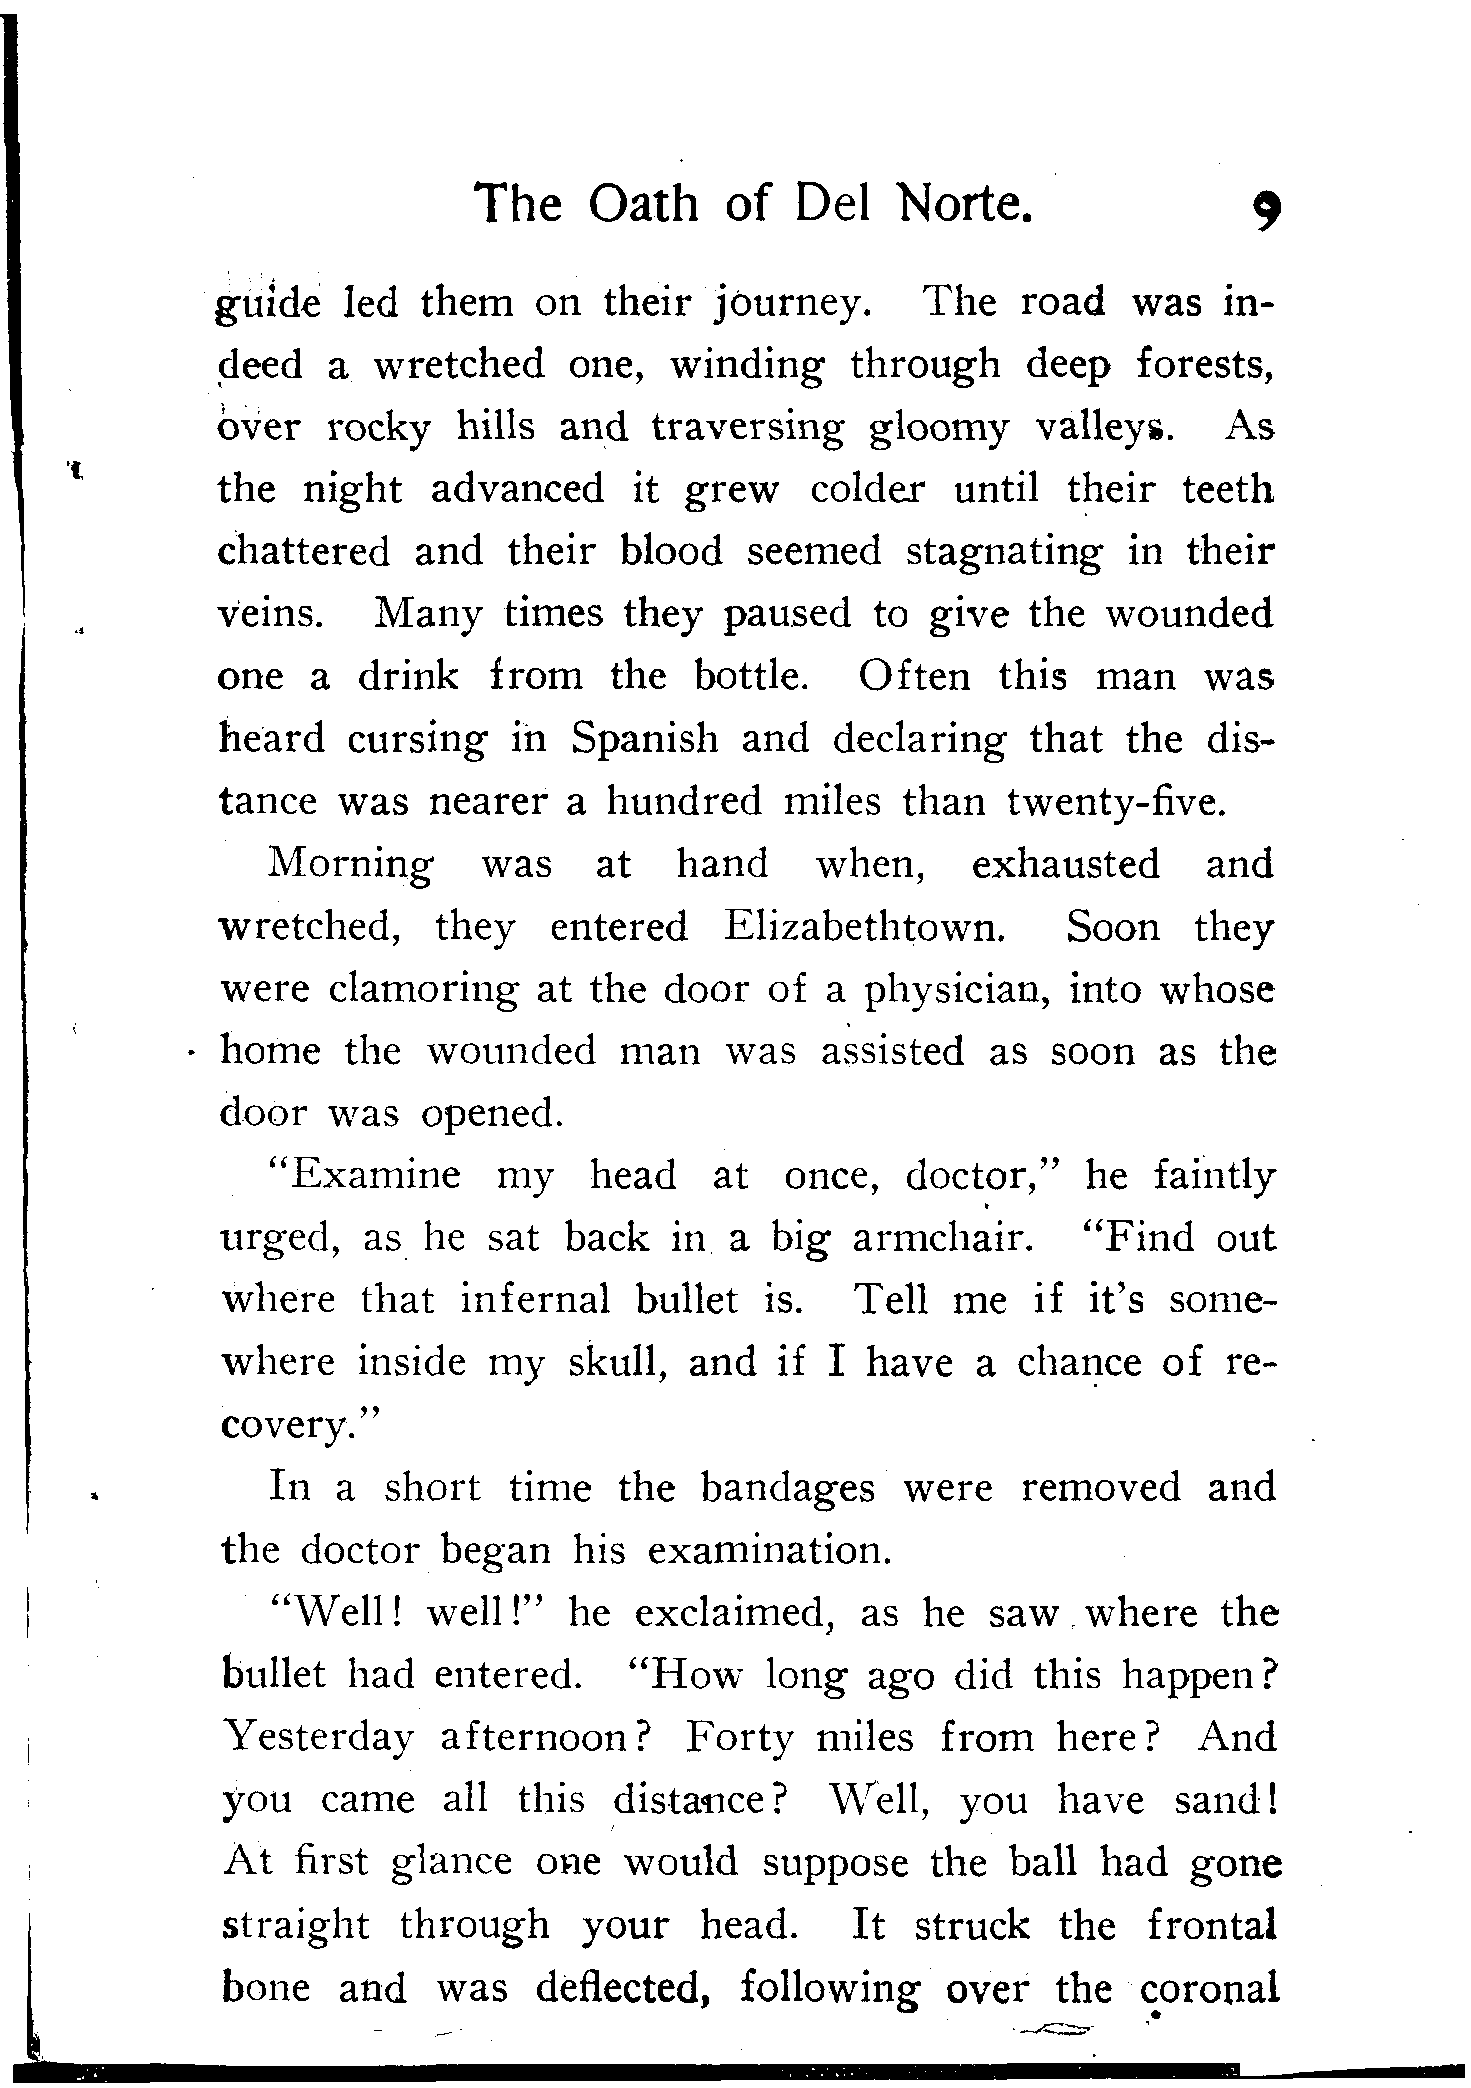 The Oath of Del Norte. 9
guide led them on their journey. The road was in-
deed a wretched one, winding through deep forests,
over rocky hills and traversing gloomy valleys. As
the night advanced it grew colder until their teeth
chattered and their blood seemed stagnating in their
veins. Many times they paused to give the wounded
one a drink from the bottle. Often this man was
heard cursing in Spanish and declaring that the dis-
tance was nearer a hundred miles than twenty-five.
Morning was at hand when, exhausted and
wretched, they entered Elizabethtown. Soon they
were clamoring at the door of a physician, into whose
home the wounded man was assisted as soon as the
door was opened.
"Examine my head at once, doctor," he faintly
urged, as he sat back in a big armchair. "Find out
where that infernal bullet is. Tell me if it's some-
where inside my skull, and if I have a chance of re-
covery."
In a short time the bandages were removed and
the doctor began his examination.
"Well! well!" he exclaimed, as he saw where the
bullet had entered. "How long ago did this happen?
Yesterday afternoon? Forty miles from here? And
you came all this distance? Well, you have sand!
At first glance one would suppose the ball had gone
straight through your head. It struck the frontal
bone and was deflected, following over the coronal